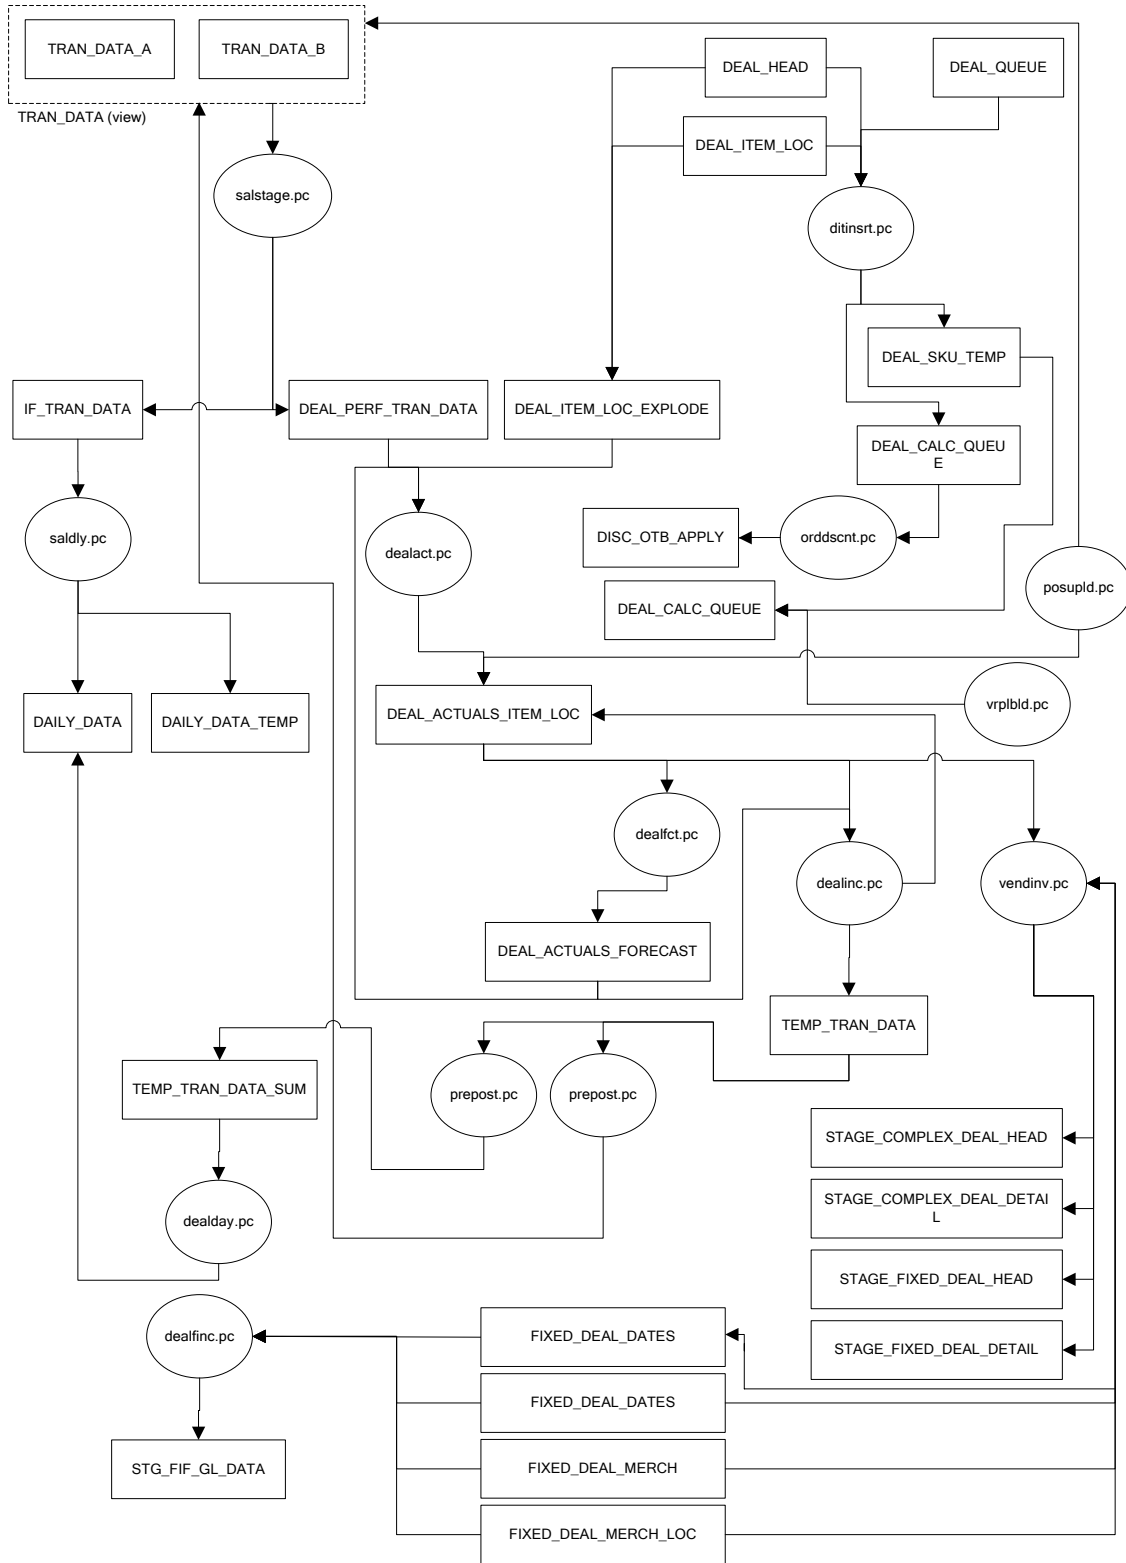 TRAN_DATA_A
TRAN_DATA_B
TRAN_DATA (view)
DEAL_HEAD
DEAL_QUEUE
DEAL_ITEM_LOC
salstage.pc
ditinsrt.pc
DEAL_SKU_TEMP
IF_TRAN_DATA
DEAL_PERF_TRAN_DATA
DEAL_ITEM_LOC_EXPLODE
DEAL_CALC_QUEU
E
saldly.pc
dealact.pc
DISC_OTB_APPLY
orddscnt.pc
posupld.pc
DEAL_CALC_QUEUE
DAILY_DATA
DAILY_DATA_TEMP
DEAL_ACTUALS_ITEM_LOC
vrplbld.pc
dealfct.pc
dealinc.pc
vendinv.pc
DEAL_ACTUALS_FORECAST
TEMP_TRAN_DATA
TEMP_TRAN_DATA_SUM
prepost.pc
prepost.pc
STAGE_COMPLEX_DEAL_HEAD
STAGE_COMPLEX_DEAL_DETAI
L
dealday.pc
STAGE_FIXED_DEAL_HEAD
dealfinc.pc
FIXED_DEAL_DATES
STAGE_FIXED_DEAL_DETAIL
FIXED_DEAL_DATES
STG_FIF_GL_DATA
FIXED_DEAL_MERCH
FIXED_DEAL_MERCH_LOC